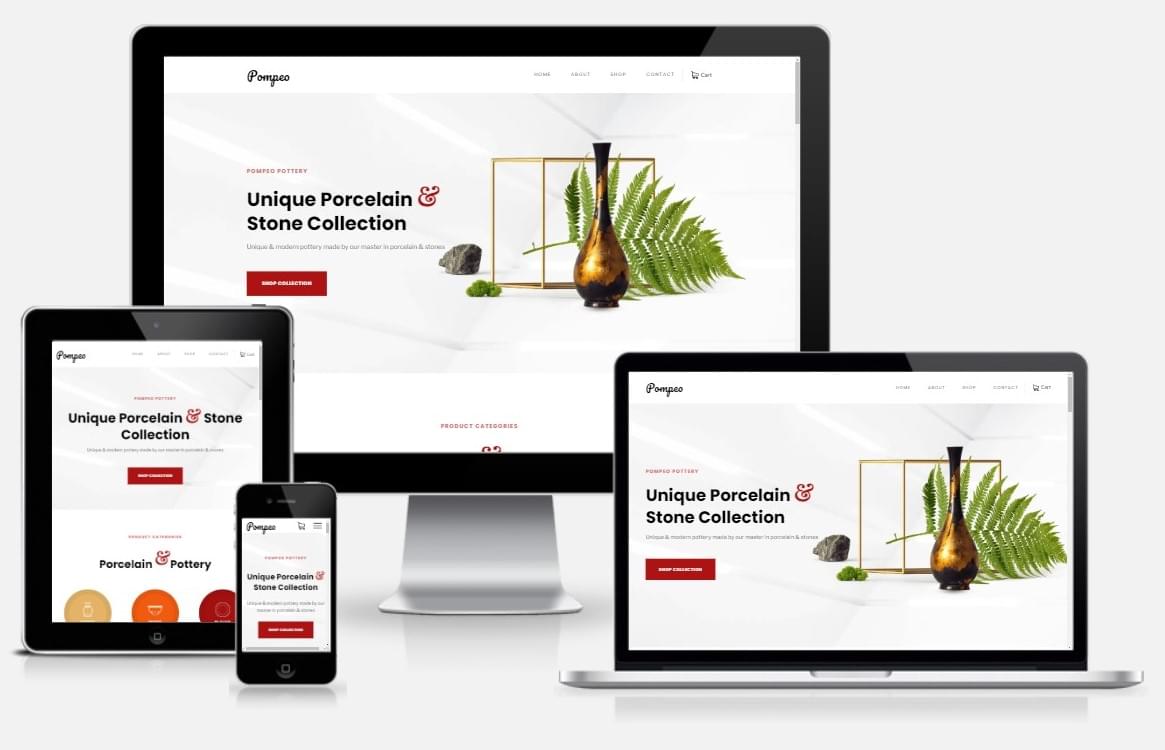 Pompeo
HOME ABOUT SHOP CONTACT Cart
POMPEO POTTERY
Unique Porcelain &
Stone Collection
Unique & modern pottery made by our master in porcelain & stones
SHOP COLLECTION
PRODUCT CATEGORIES
&
Pompeo
HOME ABOUT SHOP CONTACT Cart
POMPEO POTTERY
Unique Porcelain & Stone
Collection
Unique & modern pottery made by our master in porcelain & stones
SHOP COLLECTION
PRODUCT CATEGORIES
Porcelain & Pottery
Pompeo
POMPEO POTTERY
Unique Porcelain &
Stone Collection
Unique & modern pottery made by our
master in porcelain & stones
SHOP COLLECTION
Pompeo
HOME ABOUT SHOP CONTACT Cart
POMPEO POTTERY
Unique Porcelain &
Stone Collection
Unique & modern pottery made by our master in porcelain & stones
SHOP COLLECTION